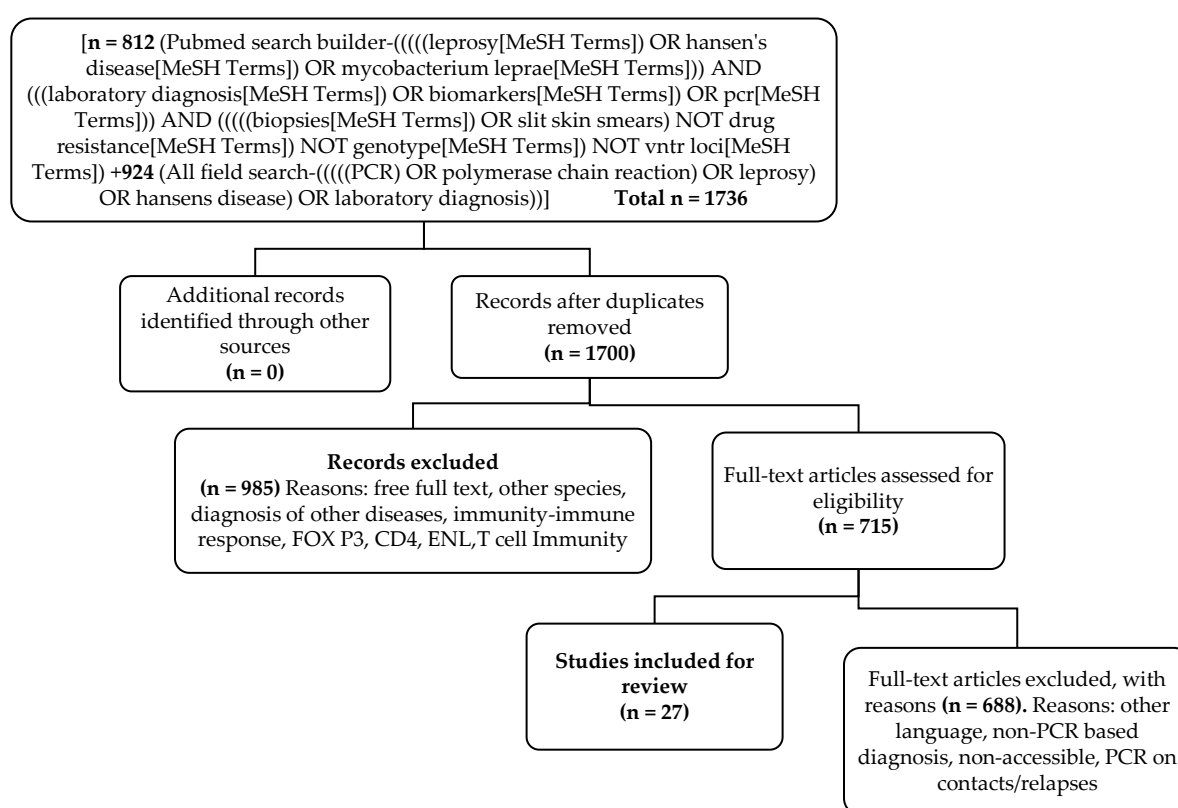 [n = 812 (Pubmed search builder-(((((leprosy[MeSH Terms]) OR hansen's
disease[MeSH Terms]) OR mycobacterium leprae[MeSH Terms])) AND
(((laboratory diagnosis[MeSH Terms]) OR biomarkers[MeSH Terms]) OR pcr[MeSH
Terms])) AND (((((biopsies[MeSH Terms]) OR slit skin smears) NOT drug
resistance[MeSH Terms]) NOT genotype[MeSH Terms]) NOT vntr loci[MeSH
Terms]) +924 (All field search-(((((PCR) OR polymerase chain reaction) OR leprosy)
OR hansens disease) OR laboratory diagnosis))] Total n = 1736
Additional records
identified through other
sources
(n = 0)
Records after duplicates
removed
(n = 1700)
Records excluded
(n = 985) Reasons: free full text, other species,
diagnosis of other diseases, immunity-immune
response, FOX P3, CD4, ENL,T cell Immunity
Full-text articles assessed for
eligibility
(n = 715)
Studies included for
review
(n = 27)
Full-text articles excluded, with
reasons (n = 688). Reasons: other
language, non-PCR based
diagnosis, non-accessible, PCR on
contacts/relapses